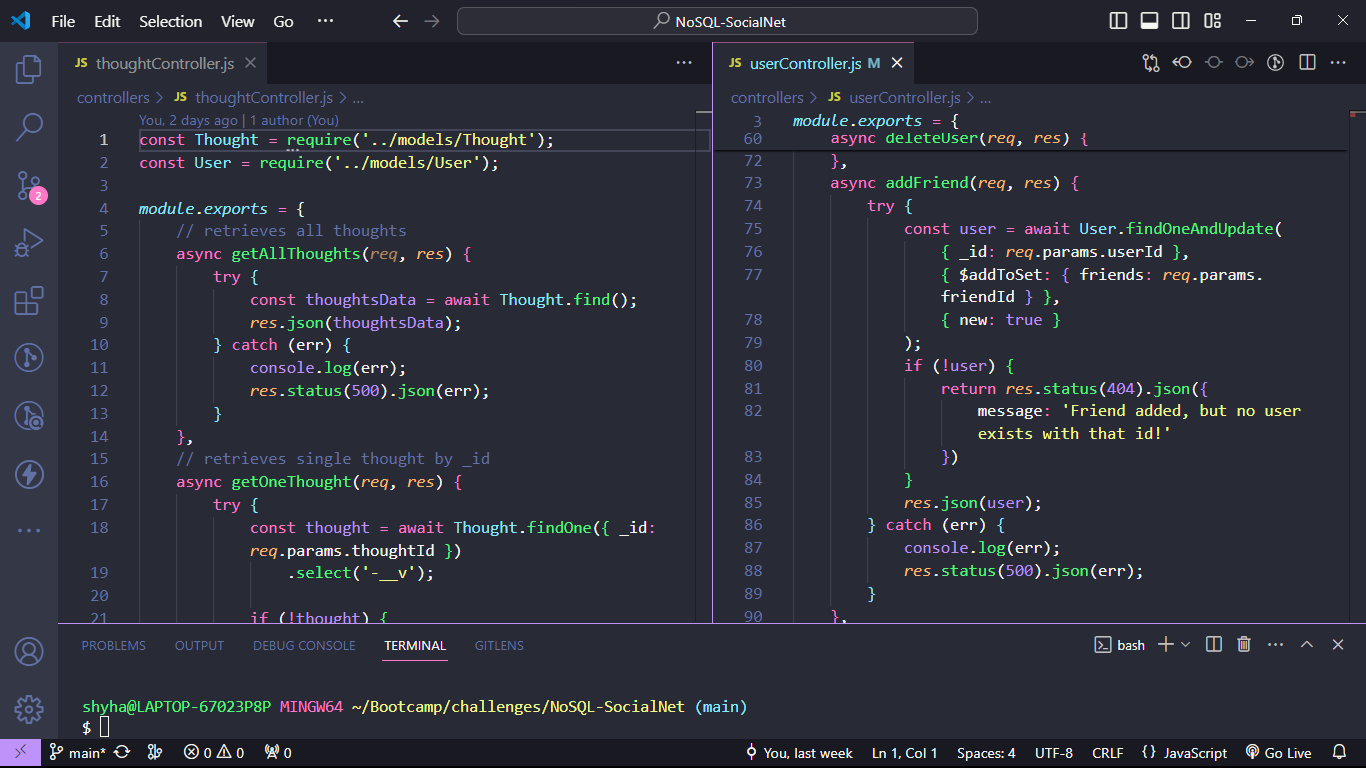 File Edit Selection View Go ··· NoSQL-SocialNet
JS thoughtController.js
controllers > JS thoughtController.js > ...
You, 2 days ago | 1 author (You)
1 const Thought = require('../models/Thought');
2 const User = require('../models/User');
3
4 module.exports = {
5 // retrieves all thoughts
6 async getAllThoughts(req, res) {
7 try {
8 const thoughtsData = await Thought.find();
9 res.json(thoughtsData);
10 } catch (err) {
11 console.log(err);
12 res.status(500).json(err);
13 }
14 },
15 // retrieves single thought by _id
16 async getOneThought(req, res) {
17 try {
18 const thought = await Thought.findOne({ _id:
req.params.thoughtId })
19 .select('-__v');
20
21 if (!thought) {
JS userController.js M
controllers > JS userController.js > ...
3 module.exports = {
60 async deleteUser(req, res) {
72 },
73 async addFriend(req, res) {
74 try {
75 const user = await User.findOneAndUpdate(
76 { _id: req.params.userId },
77 { $addToSet: { friends: req.params.
friendId } },
78 { new: true }
79 );
80 if (!user) {
81 return res.status(404).json({
82 message: 'Friend added, but no user
exists with that id!'
83 })
84 }
85 res.json(user);
86 } catch (err) {
87 console.log(err);
88 res.status(500).json(err);
89 }
90 },
PROBLEMS OUTPUT DEBUG CONSOLE TERMINAL GITLENS bash
shyha@LAPTOP-67023P8P MINGW64 ~/Bootcamp/challenges/NoSQL-SocialNet (main)
$
2
main* 0 0 0 You, last week Ln 1, Col 1 Spaces: 4 UTF-8 CRLF {} JavaScript Go Live